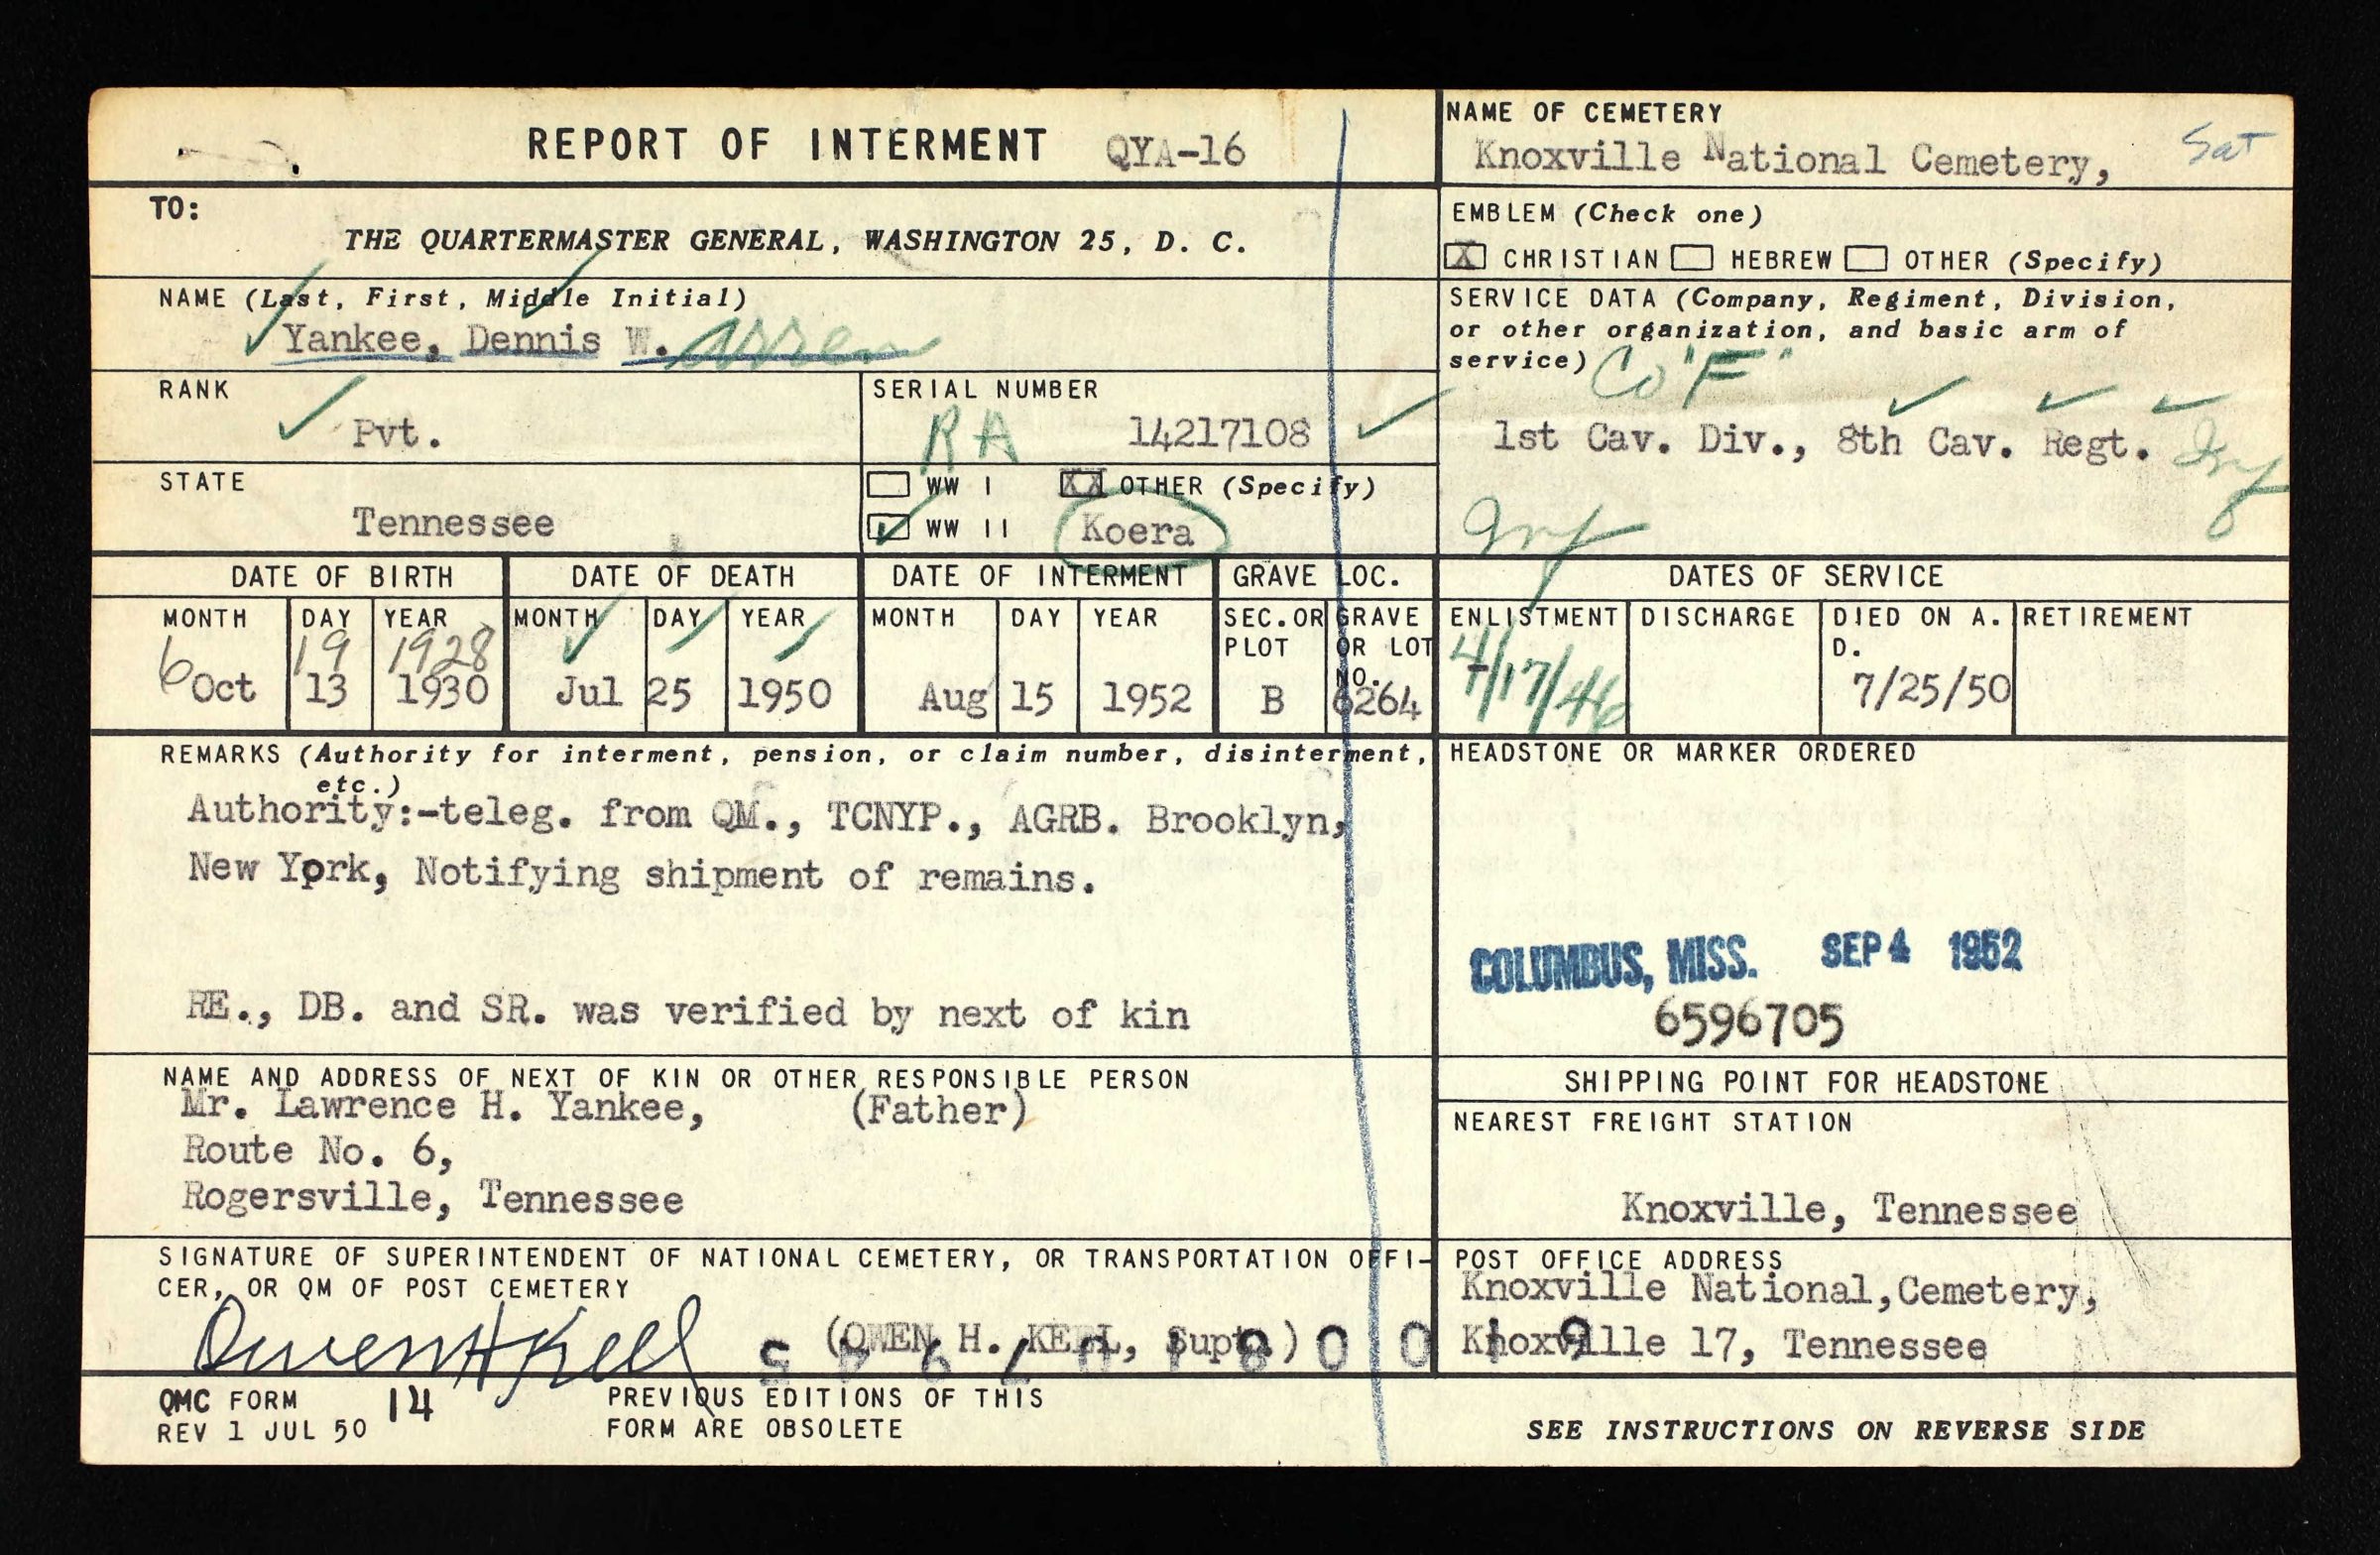 REPORT OF INTERMENT QYA-16
TO:
THE QUARTERMASTER GENERAL, WASHINGTON 25, D. C.
NAME (Last, First, Middle Initial)
Yankee, Dennis W. arren
RANK
Pvt.
SERIAL NUMBER
RA 14217108
STATE
Tennessee
WW I XX OTHER (Specify)
WW II Koera
NAME OF CEMETERY
Knoxville National Cemetery, Sat
EMBLEM (Check one)
X CHRISTIAN HEBREW OTHER (Specify)
SERVICE DATA (Company, Regiment, Division,
or other organization, and basic arm of
service) Co "F"
1st Cav. Div., 8th Cav. Regt.
DATE OF BIRTH DATE OF DEATH DATE OF INTERMENT GRAVE LOC. DATES OF SERVICE
MONTH DAY YEAR MONTH DAY YEAR MONTH DAY YEAR SEC. OR PLOT GRAVE OR LOT NO. ENLISTMENT DISCHARGE DIED ON A. D. RETIREMENT
6 19 1928
Oct 13 1930 Jul 25 1950 Aug 15 1952 B 6264 4/17/46 7/25/50
REMARKS (Authority for interment, pension, or claim number, disinterment,
etc.)
Authority:-teleg. from QM., TCNYP., AGRB. Brooklyn,
New York, Notifying shipment of remains.
RE., DB. and SR. was verified by next of kin
HEADSTONE OR MARKER ORDERED
COLUMBUS, MISS. SEP 4 1952
6596705
NAME AND ADDRESS OF NEXT OF KIN OR OTHER RESPONSIBLE PERSON
Mr. Lawrence H. Yankee, (Father)
Route No. 6,
Rogersville, Tennessee
SHIPPING POINT FOR HEADSTONE
NEAREST FREIGHT STATION
Knoxville, Tennessee
SIGNATURE OF SUPERINTENDENT OF NATIONAL CEMETERY, OR TRANSPORTATION OFFI-
CER, OR QM OF POST CEMETERY
Owen H Keel
(OWEN H. KEEL, Supt.)
POST OFFICE ADDRESS
Knoxville National, Cemetery,
Knoxville 17, Tennessee
QMC FORM 14
REV 1 JUL 50
PREVIOUS EDITIONS OF THIS
FORM ARE OBSOLETE
SEE INSTRUCTIONS ON REVERSE SIDE